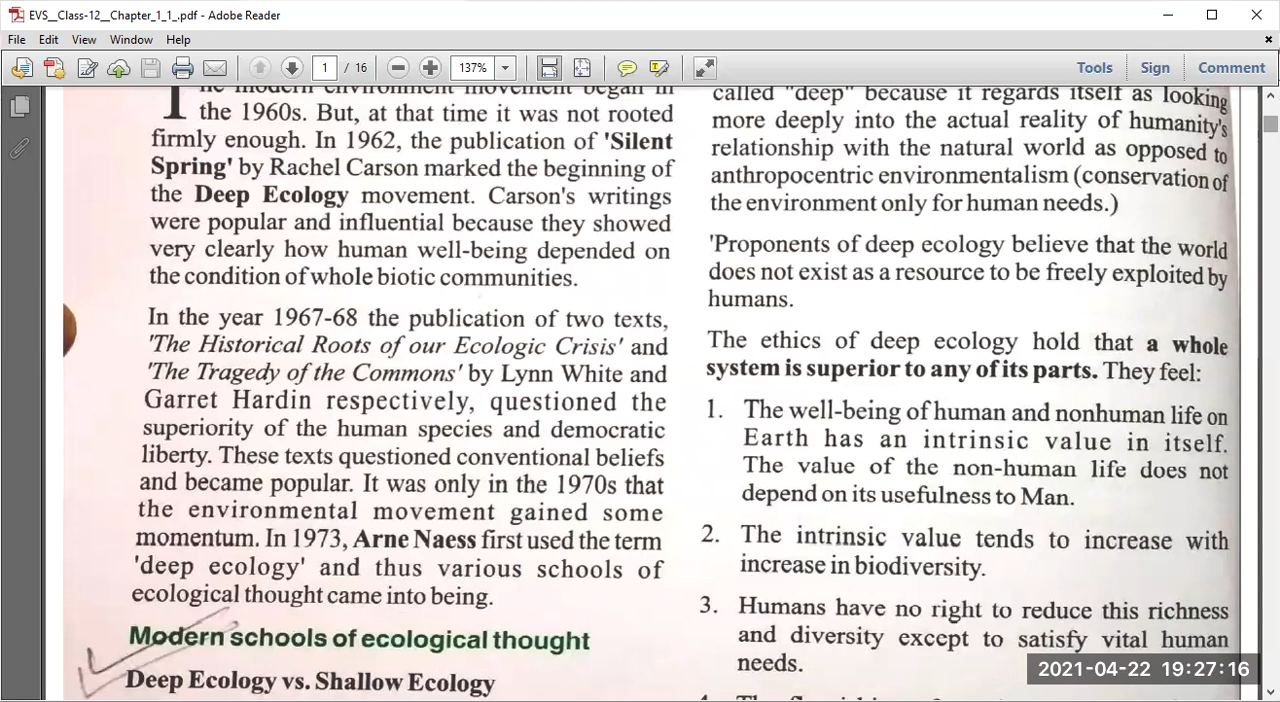 EVS__Class-12__Chapter_1_1_.pdf - Adobe Reader
File Edit View Window Help
1 / 16
137%
Tools Sign Comment
he modern environment movement began in
T
the 1960s. But, at that time it was not rooted
firmly enough. In 1962, the publication of 'Silent
Spring' by Rachel Carson marked the beginning of
the Deep Ecology movement. Carson's writings
were popular and influential because they showed
very clearly how human well-being depended on
the condition of whole biotic communities.
In the year 1967-68 the publication of two texts,
'The Historical Roots of our Ecologic Crisis' and
'The Tragedy of the Commons' by Lynn White and
Garret Hardin respectively, questioned the
superiority of the human species and democratic
liberty. These texts questioned conventional beliefs
and became popular. It was only in the 1970s that
the environmental movement gained some
momentum. In 1973, Arne Naess first used the term
'deep ecology' and thus various schools of
ecological thought came into being.
Modern schools of ecological thought
Deep Ecology vs. Shallow Ecology
called "deep" because it regards itself as looking
more deeply into the actual reality of humanity's
relationship with the natural world as opposed to
anthropocentric environmentalism (conservation of
the environment only for human needs.)
'Proponents of deep ecology believe that the world
does not exist as a resource to be freely exploited by
humans.
The ethics of deep ecology hold that a whole
system is superior to any of its parts. They feel:
1. The well-being of human and nonhuman life on
Earth has an intrinsic value in itself.
The value of the non-human life does not
depend on its usefulness to Man.
2. The intrinsic value tends to increase with
increase in biodiversity.
3. Humans have no right to reduce this richness
and diversity except to satisfy vital human
needs.
2021-04-22 19:27:16